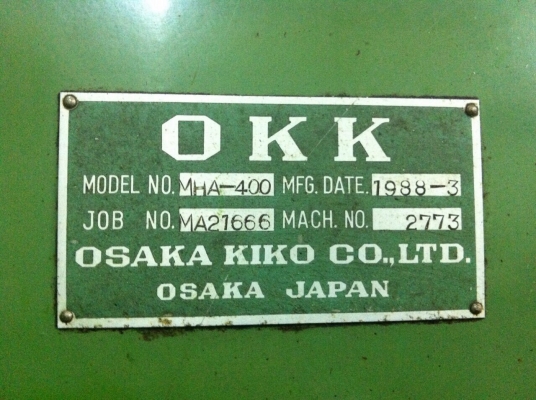 OKK
MODEL NO. MHA-400 MFG. DATE. 1988-3
JOB NO. MA21666 MACH. NO. 2773
OSAKA KIKO CO.,LTD.
OSAKA JAPAN